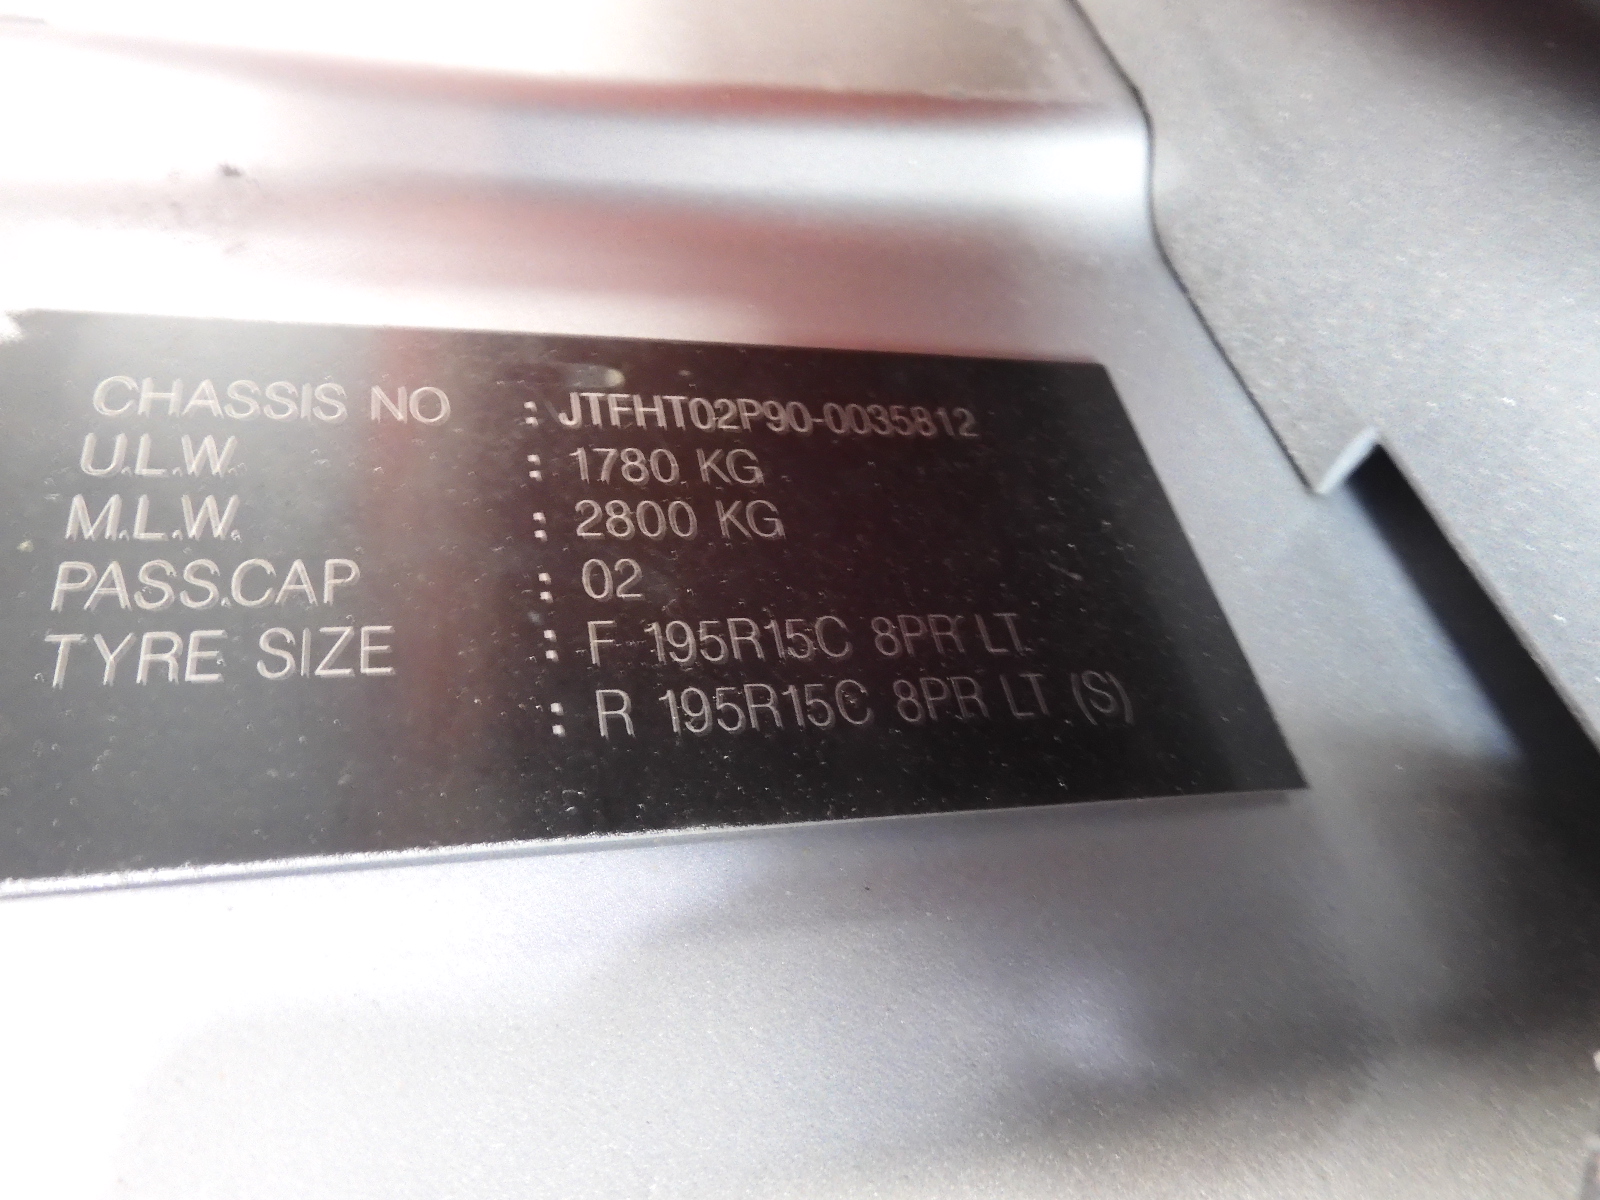 CHASSIS NO : JTFHT02P90-0035812
U.L.W. : 1780 KG
M.L.W. : 2800 KG
PASS.CAP : 02
TYRE SIZE : F 195R15C 8PR LT
: R 195R15C 8PR LT (S)